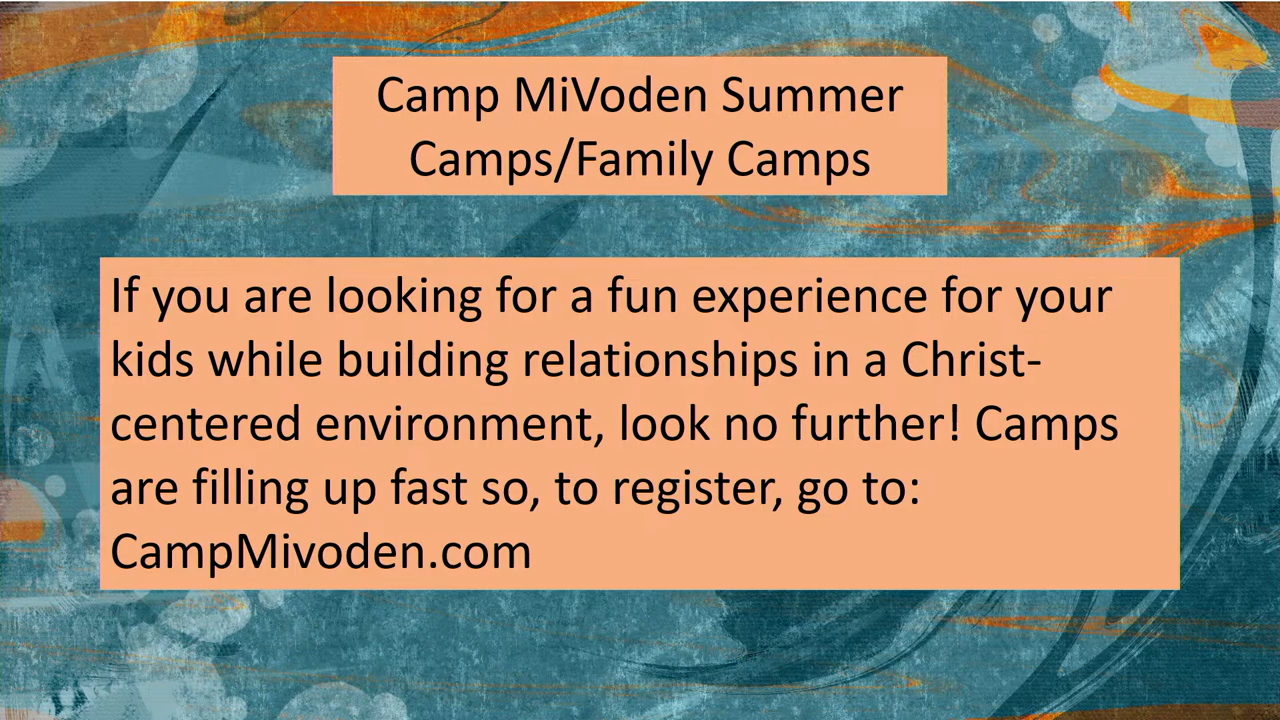 Camp MiVoden Summer
Camps/Family Camps
If you are looking for a fun experience for your
kids while building relationships in a Christ-
centered environment, look no further! Camps
are filling up fast so, to register, go to:
CampMivoden.com